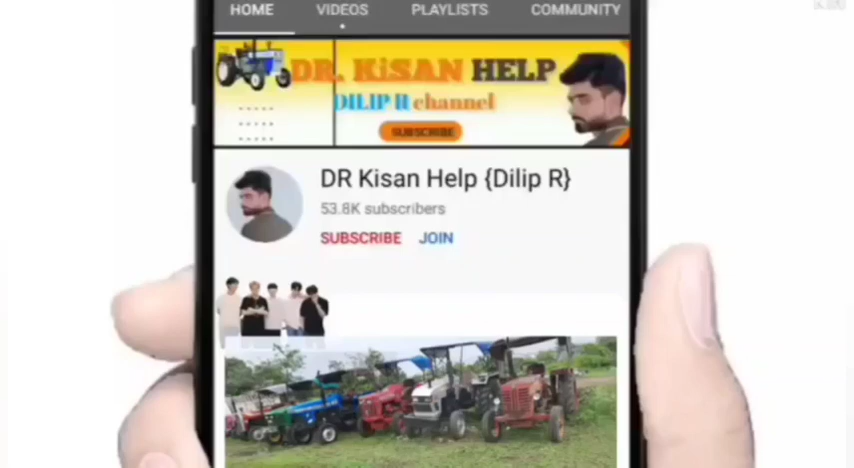 HOME VIDEOS PLAYLISTS COMMUNITY
DR. KiSAN HELP
DILIP R channel
SUBSCRIBE
DR Kisan Help {Dilip R}
53.8K subscribers
SUBSCRIBE JOIN